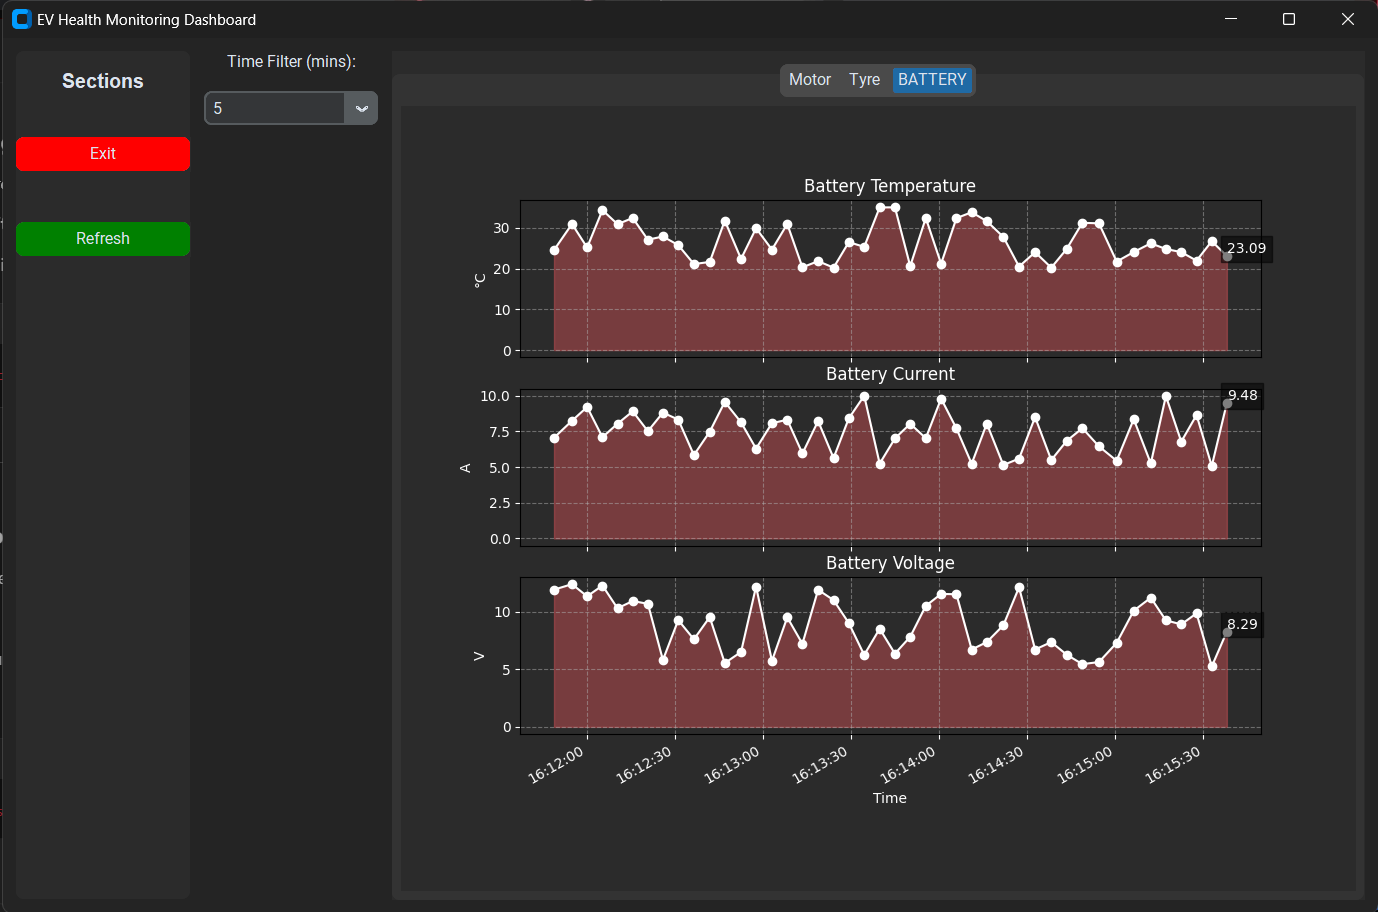 EV Health Monitoring Dashboard
Sections
Exit
Refresh
Time Filter (mins):
5
Motor Tyre BATTERY
Battery Temperature
30
20
10
0
°C
23.09
Battery Current
10.0
7.5
5.0
2.5
0.0
A
9.48
Battery Voltage
10
5
0
V
8.29
16:12:00 16:12:30 16:13:00 16:13:30 16:14:00 16:14:30 16:15:00 16:15:30
Time